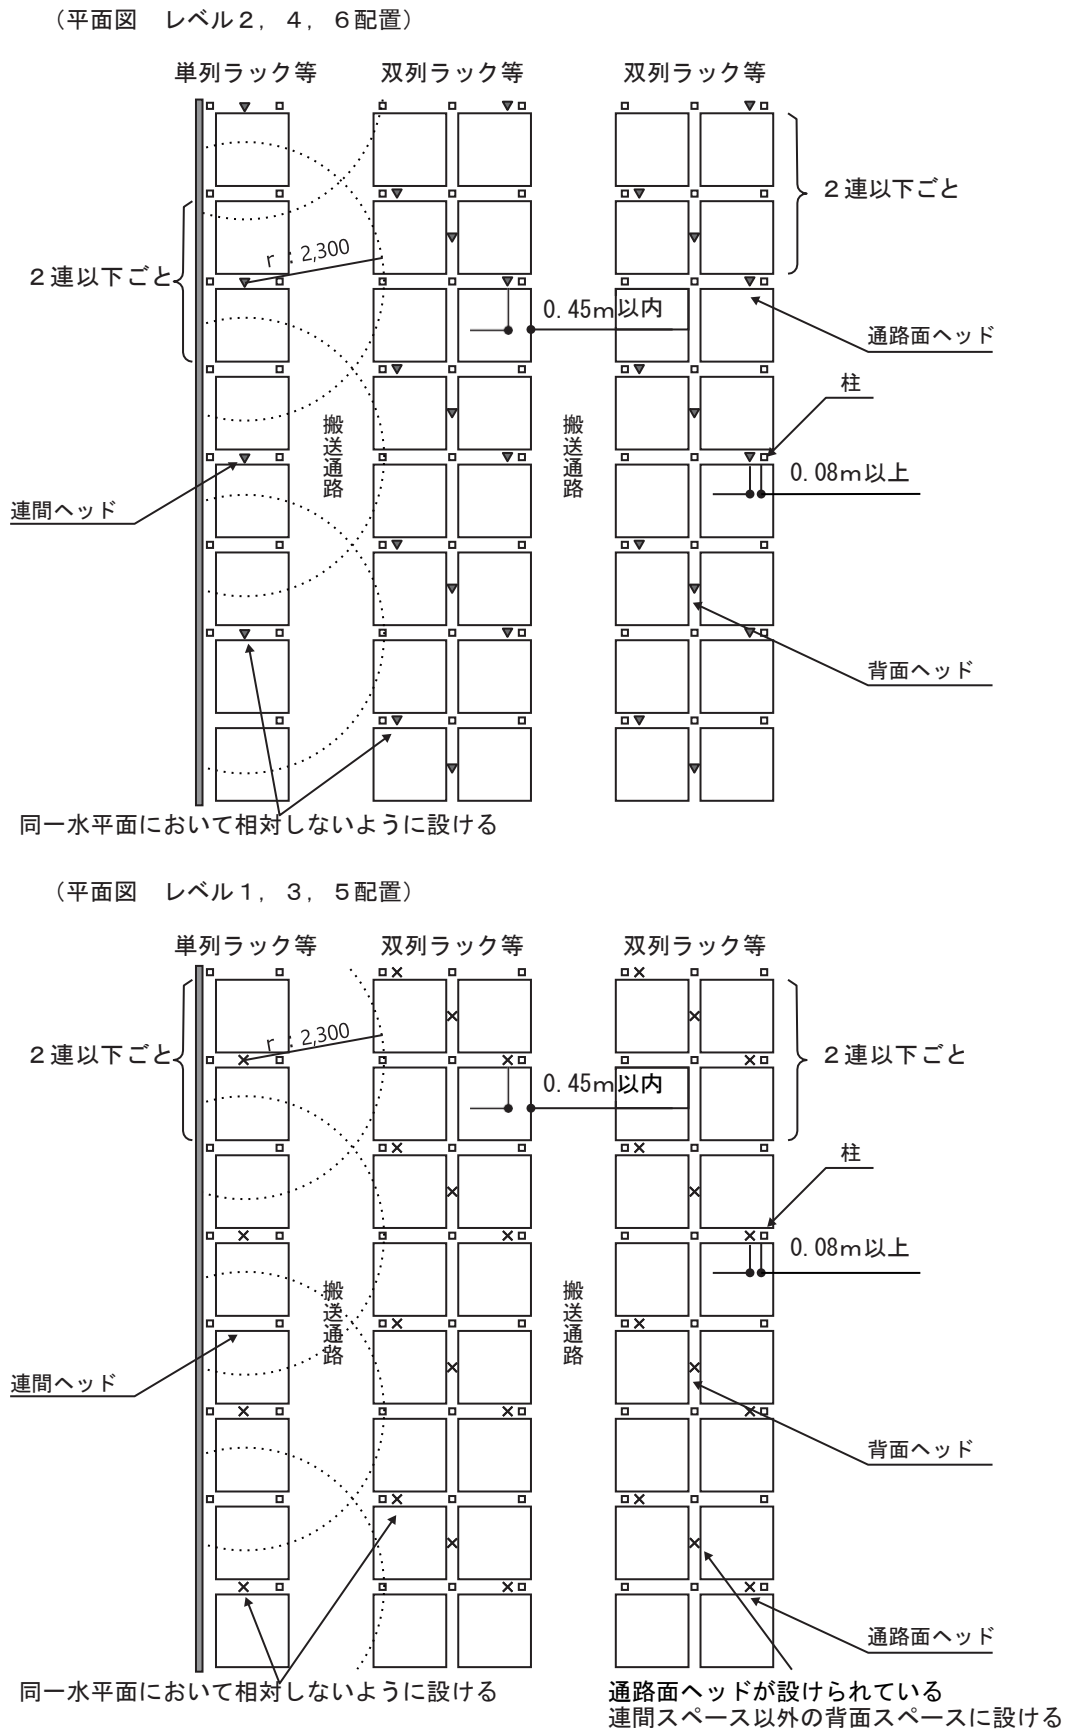 （平面図　レベル２，４，６配置）
単列ラック等
双列ラック等
双列ラック等
２連以下ごと
２連以下ごと
r：2,300
0.45m以内
通路面ヘッド
柱
搬送通路
搬送通路
0.08m以上
連間ヘッド
背面ヘッド
同一水平面において相対しないように設ける
（平面図　レベル１，３，５配置）
単列ラック等
双列ラック等
双列ラック等
r：2,300
２連以下ごと
２連以下ごと
0.45m以内
柱
0.08m以上
搬送通路
搬送通路
連間ヘッド
背面ヘッド
通路面ヘッド
同一水平面において相対しないように設ける
通路面ヘッドが設けられている
連間スペース以外の背面スペースに設ける